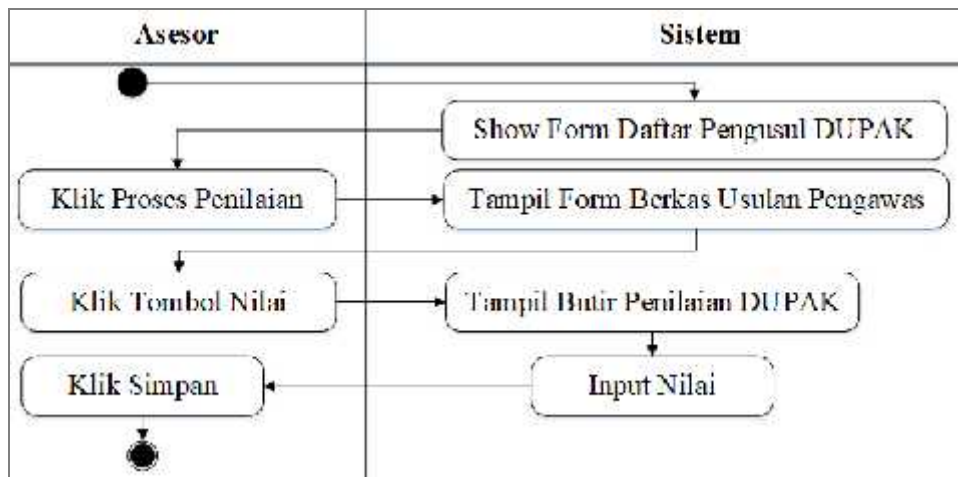 Asesor
Sistem
Show Form Daftar Pengusul DUPAK
Klik Proses Penilaian
Tampil Form Berkas Usulan Pengawas
Klik Tombol Nilai
Tampil Butir Penilaian DUPAK
Input Nilai
Klik Simpan